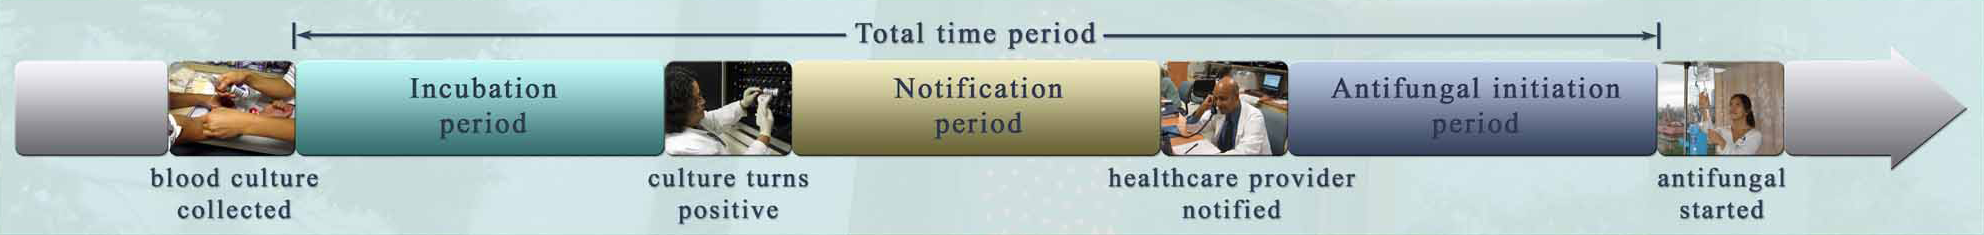 Total time period
Incubation
period
Notification
period
Antifungal initiation
period
blood culture
collected
culture turns
positive
healthcare provider
notified
antifungal
started